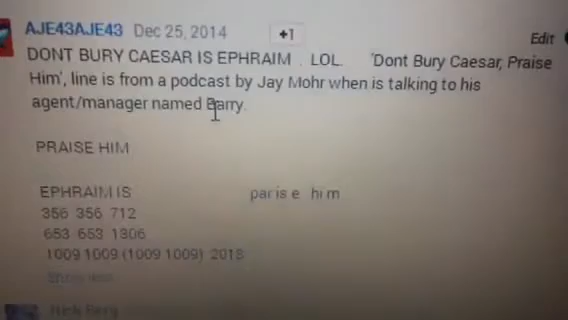 AJE43AJE43 Dec 25, 2014 +1 Edit
DONT BURY CAESAR IS EPHRAIM . LOL. 'Dont Bury Caesar, Praise
Him', line is from a podcast by Jay Mohr when is talking to his
agent/manager named Barry.
PRAISE HIM
EPHRAIM IS par is e him
356 356 712
653 653 1306
1009 1009 (1009 1009) 2018
Show less